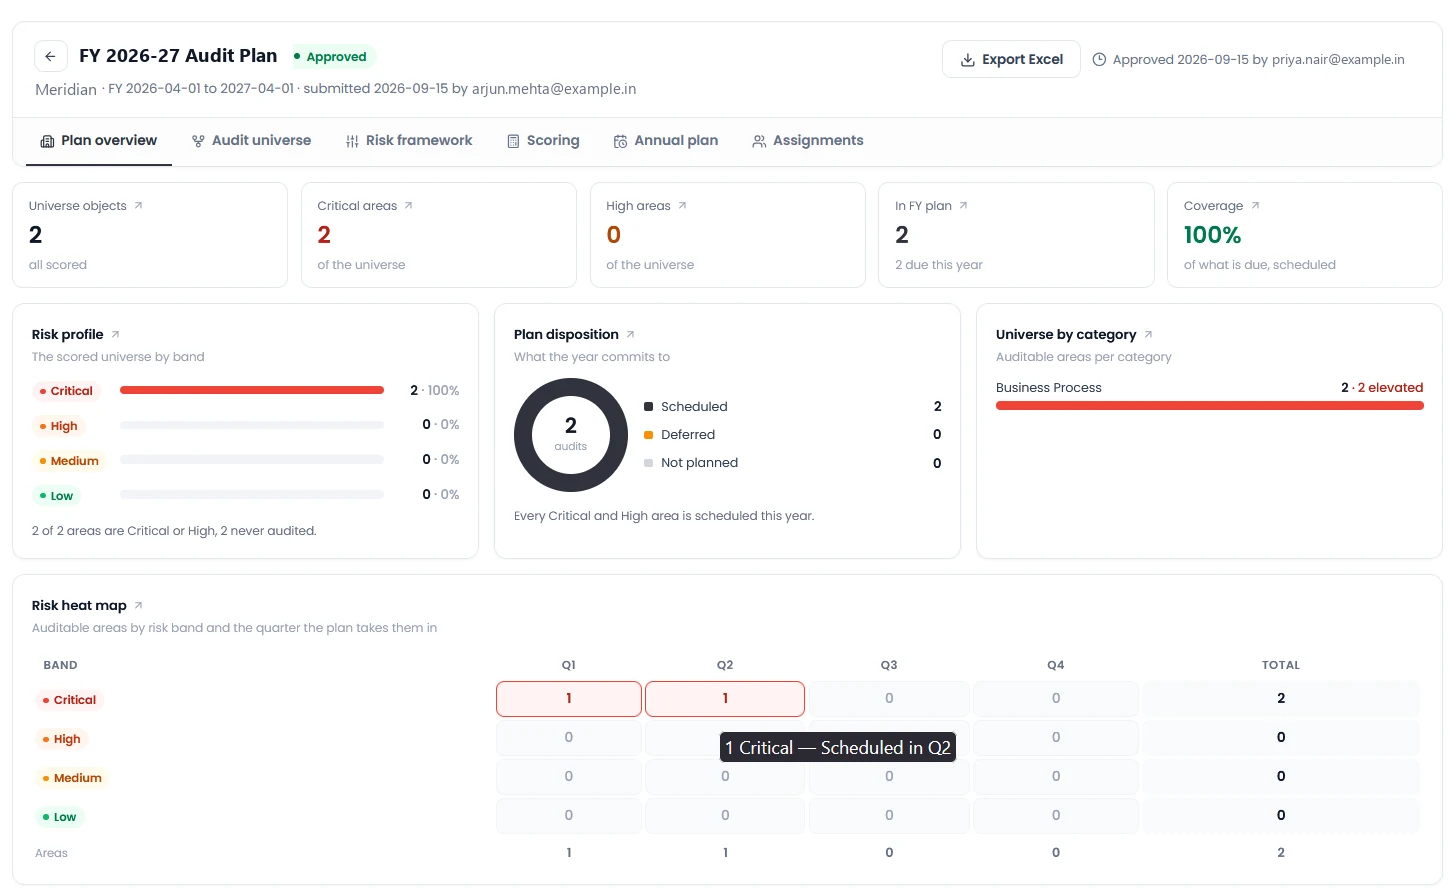 FY 2026-27 Audit Plan Approved Export Excel Approved 2026-09-15 by priya.nair@example.in
Meridian · FY 2026-04-01 to 2027-04-01 · submitted 2026-09-15 by arjun.mehta@example.in
Plan overview Audit universe Risk framework Scoring Annual plan Assignments
Universe objects Critical areas High areas In FY plan Coverage
2 2 0 2 100%
all scored of the universe of the universe 2 due this year of what is due, scheduled
Risk profile
The scored universe by band
Critical 2 · 100%
High 0 · 0%
Medium 0 · 0%
Low 0 · 0%
2 of 2 areas are Critical or High, 2 never audited.
Plan disposition
What the year commits to
2
audits
Scheduled 2
Deferred 0
Not planned 0
Every Critical and High area is scheduled this year.
Universe by category
Auditable areas per category
Business Process 2 · 2 elevated
Risk heat map
Auditable areas by risk band and the quarter the plan takes them in
BAND Q1 Q2 Q3 Q4 TOTAL
Critical 1 1 0 0 2
High 0 0 0
1 Critical — Scheduled in Q2
Medium 0 0 0 0 0
Low 0 0 0 0 0
Areas 1 1 0 0 2